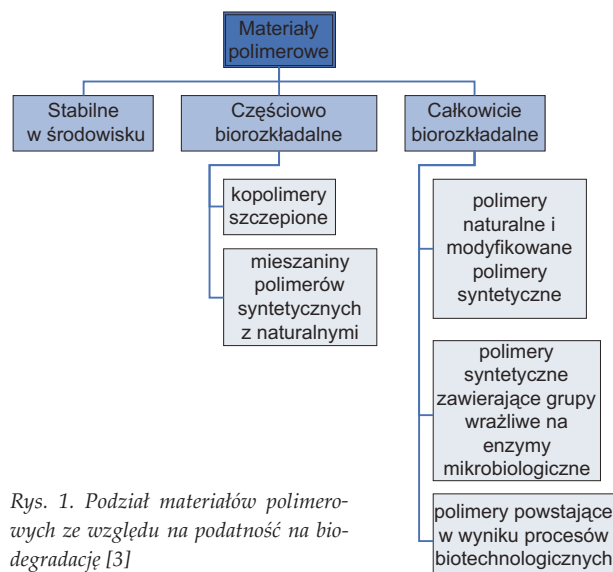 Materiały
polimerowe
Stabilne
w środowisku
Częściowo
biorozkładalne
Całkowicie
biorozkładalne
kopolimery
szczepione
mieszaniny
polimerów
syntetycznych
z naturalnymi
polimery
naturalne i
modyfikowane
polimery
syntetyczne
polimery
syntetyczne
zawierające grupy
wrażliwe na
enzymy
mikrobiologiczne
polimery powstające
w wyniku procesów
biotechnologicznych
Rys. 1. Podział materiałów polimero-
wych ze względu na podatność na bio-
degradację [3]